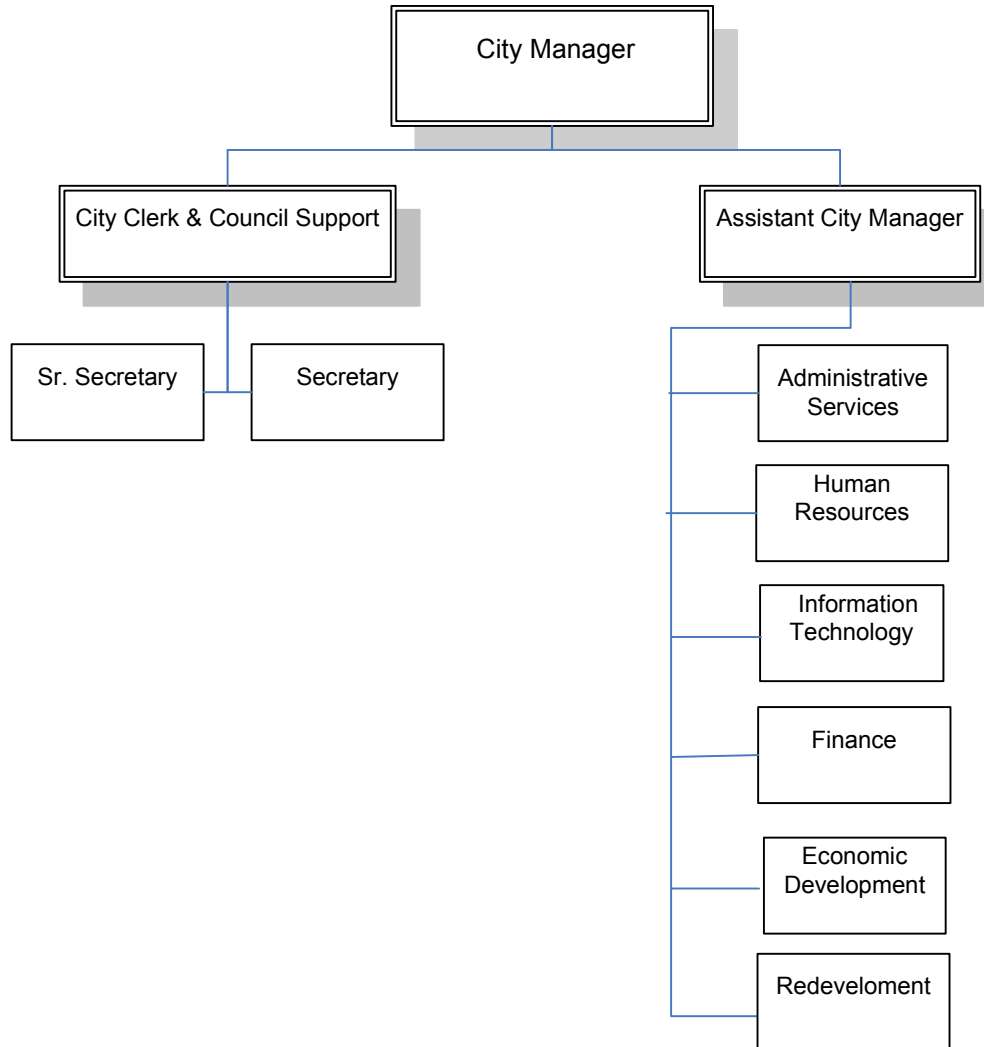 City Manager
City Clerk & Council Support
Assistant City Manager
Sr. Secretary
Secretary
Administrative
Services
Human
Resources
Information
Technology
Finance
Economic
Development
Redeveloment